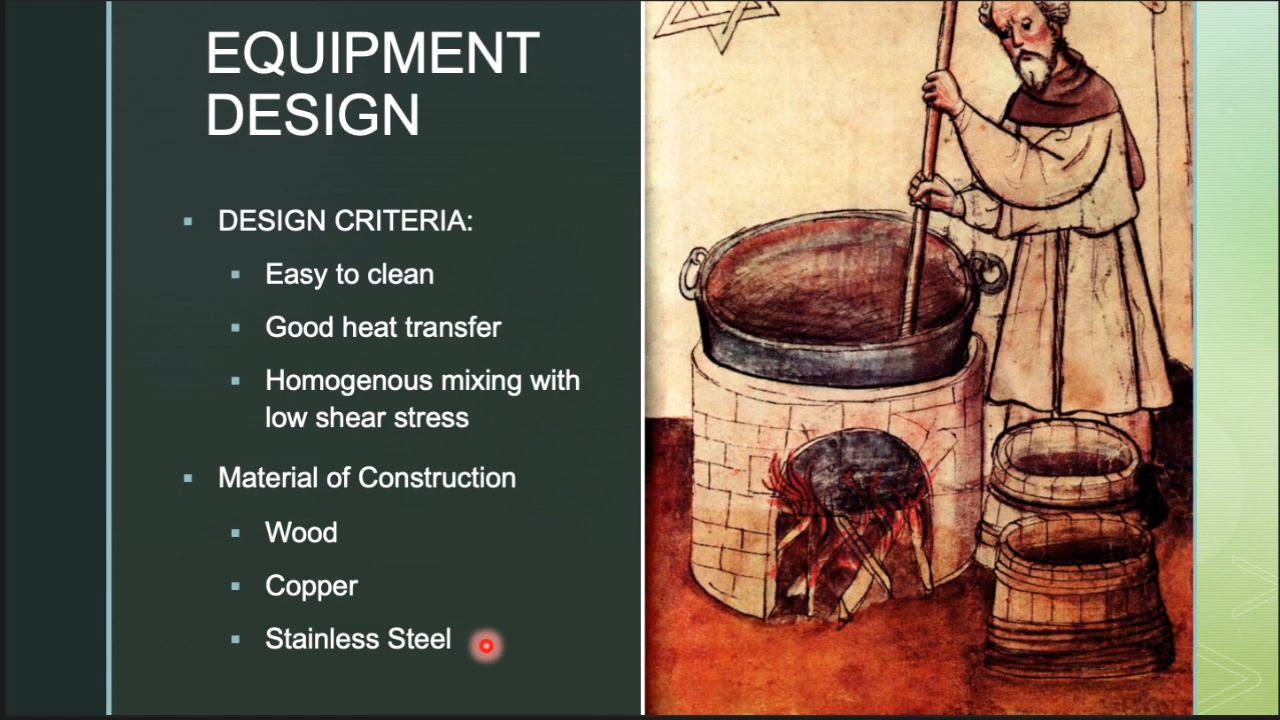 EQUIPMENT
DESIGN
DESIGN CRITERIA:
Easy to clean
Good heat transfer
Homogenous mixing with
low shear stress
Material of Construction
Wood
Copper
Stainless Steel